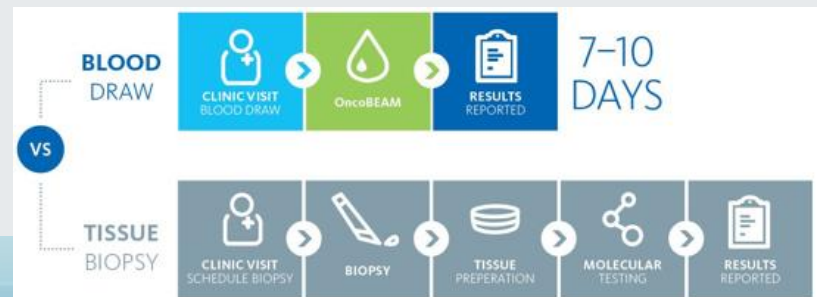 BLOOD
DRAW
CLINIC VISIT
BLOOD DRAW
OncoBEAM
RESULTS
REPORTED
7–10
DAYS
VS
TISSUE
BIOPSY
CLINIC VISIT
SCHEDULE BIOPSY
BIOPSY
TISSUE
PREPERATION
MOLECULAR
TESTING
RESULTS
REPORTED